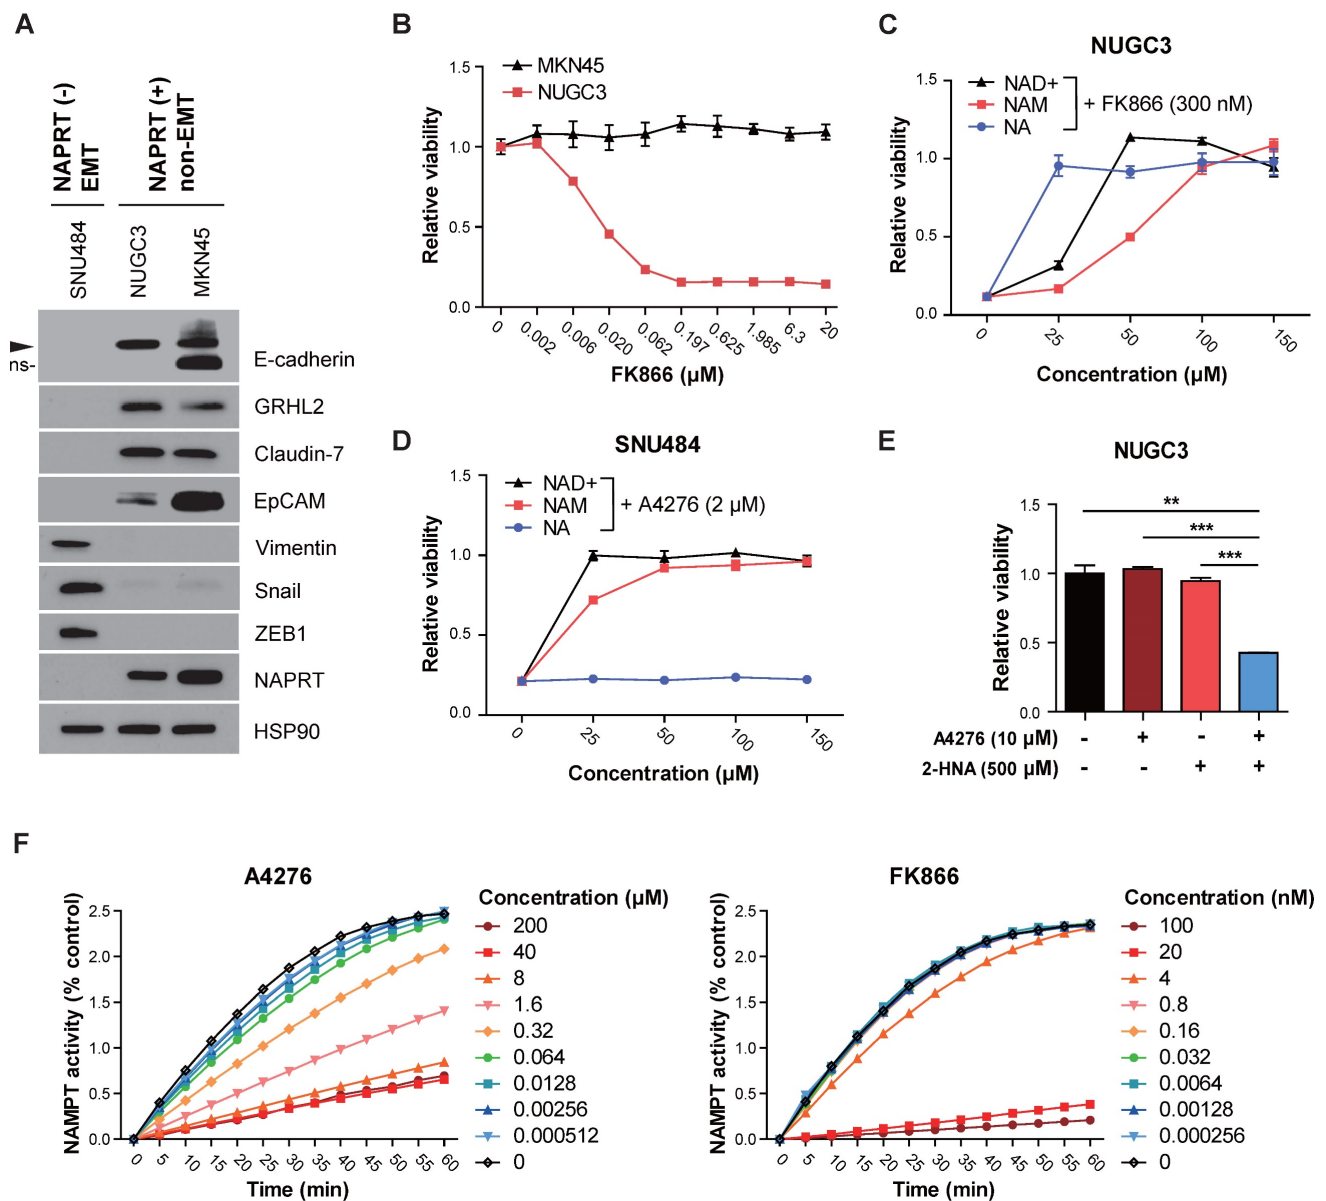 A
NAPRT (-)
EMT
NAPRT (+)
non-EMT
SNU484
NUGC3
MKN45
ns-
E-cadherin
GRHL2
Claudin-7
EpCAM
Vimentin
Snail
ZEB1
NAPRT
HSP90
B
MKN45
NUGC3
Relative viability
1.5
1.0
0.5
0.0
0 0.002 0.006 0.020 0.062 0.197 0.625 1.985 6.3 20
FK866 (µM)
C
NUGC3
NAD+
NAM
NA
+ FK866 (300 nM)
Relative viability
1.5
1.0
0.5
0.0
0 25 50 100 150
Concentration (µM)
D
SNU484
NAD+
NAM
NA
+ A4276 (2 µM)
Relative viability
1.5
1.0
0.5
0.0
0 25 50 100 150
Concentration (µM)
E
NUGC3
Relative viability
1.5
1.0
0.5
0.0
**
***
***
A4276 (10 µM) - + - +
2-HNA (500 µM) - - + +
F
A4276
NAMPT activity (% control)
2.5
2.0
1.5
1.0
0.5
0.0
0 5 10 15 20 25 30 35 40 45 50 55 60
Time (min)
Concentration (µM)
200
40
8
1.6
0.32
0.064
0.0128
0.00256
0.000512
0
FK866
NAMPT activity (% control)
2.5
2.0
1.5
1.0
0.5
0.0
0 5 10 15 20 25 30 35 40 45 50 55 60
Time (min)
Concentration (nM)
100
20
4
0.8
0.16
0.032
0.0064
0.00128
0.000256
0